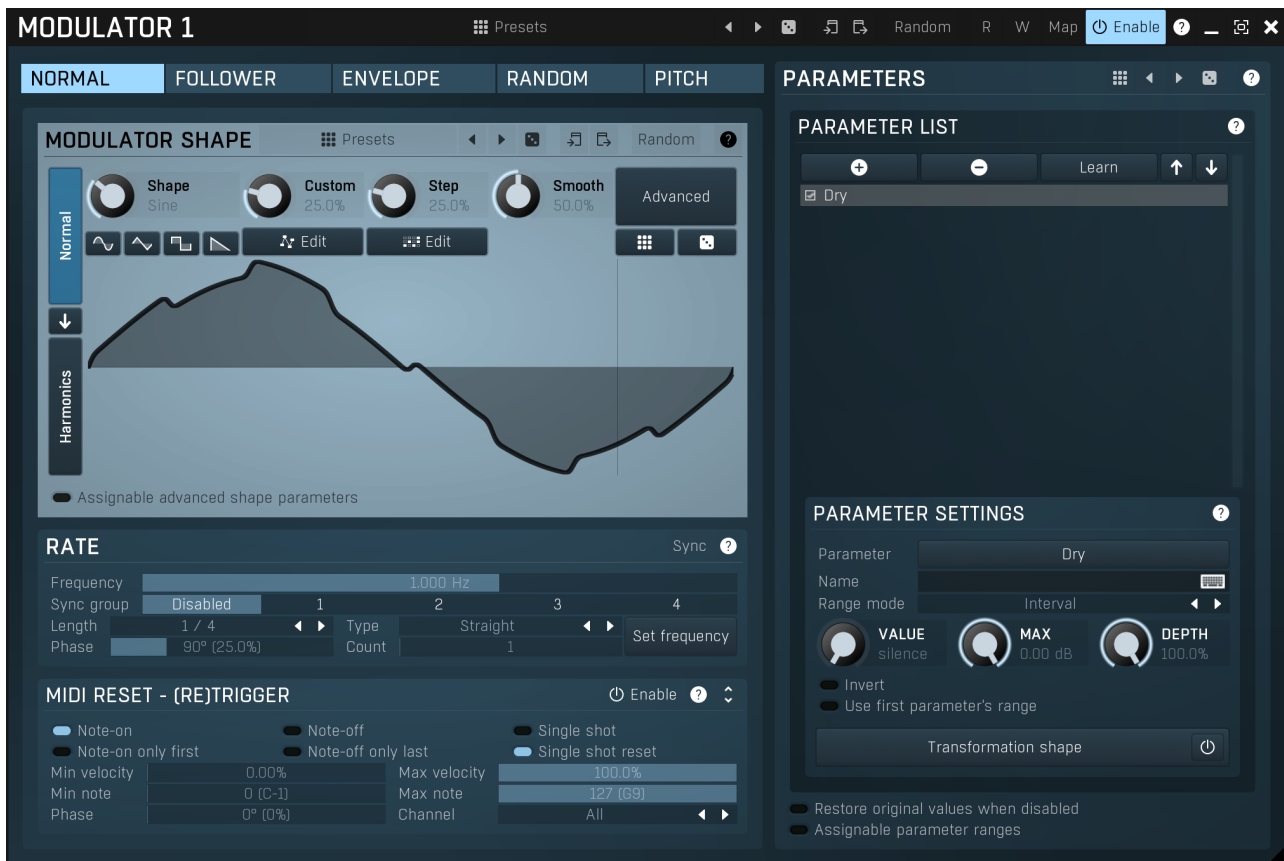 MODULATOR 1 Presets Random R W Map Enable ?
NORMAL FOLLOWER ENVELOPE RANDOM PITCH
MODULATOR SHAPE Presets Random ?
Normal
Harmonics
Shape Custom Step Smooth
Sine 25.0% 25.0% 50.0%
Advanced
Edit Edit
Assignable advanced shape parameters
RATE Sync ?
Frequency 1.000 Hz
Sync group Disabled 1 2 3 4
Length 1 / 4 Type Straight
Phase 90° (25.0%) Count 1
Set frequency
MIDI RESET - (RE)TRIGGER Enable ?
Note-on Note-off Single shot
Note-on only first Note-off only last Single shot reset
Min velocity 0.00% Max velocity 100.0%
Min note 0 (C-1) Max note 127 (G9)
Phase 0° (0%) Channel All
PARAMETERS ?
PARAMETER LIST ?
Learn
Dry
PARAMETER SETTINGS ?
Parameter Dry
Name
Range mode Interval
VALUE MAX DEPTH
silence 0.00 dB 100.0%
Invert
Use first parameter's range
Transformation shape
Restore original values when disabled
Assignable parameter ranges